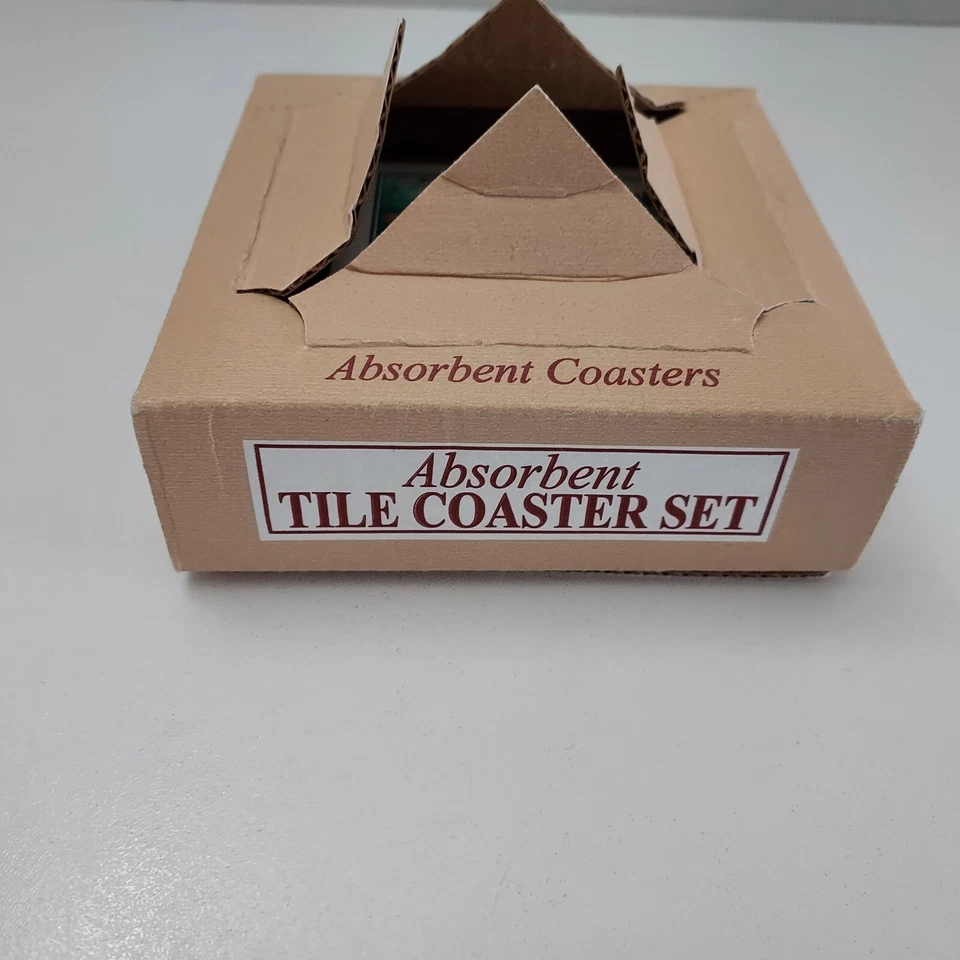 Absorbent Coasters
Absorbent
TILE COASTER SET